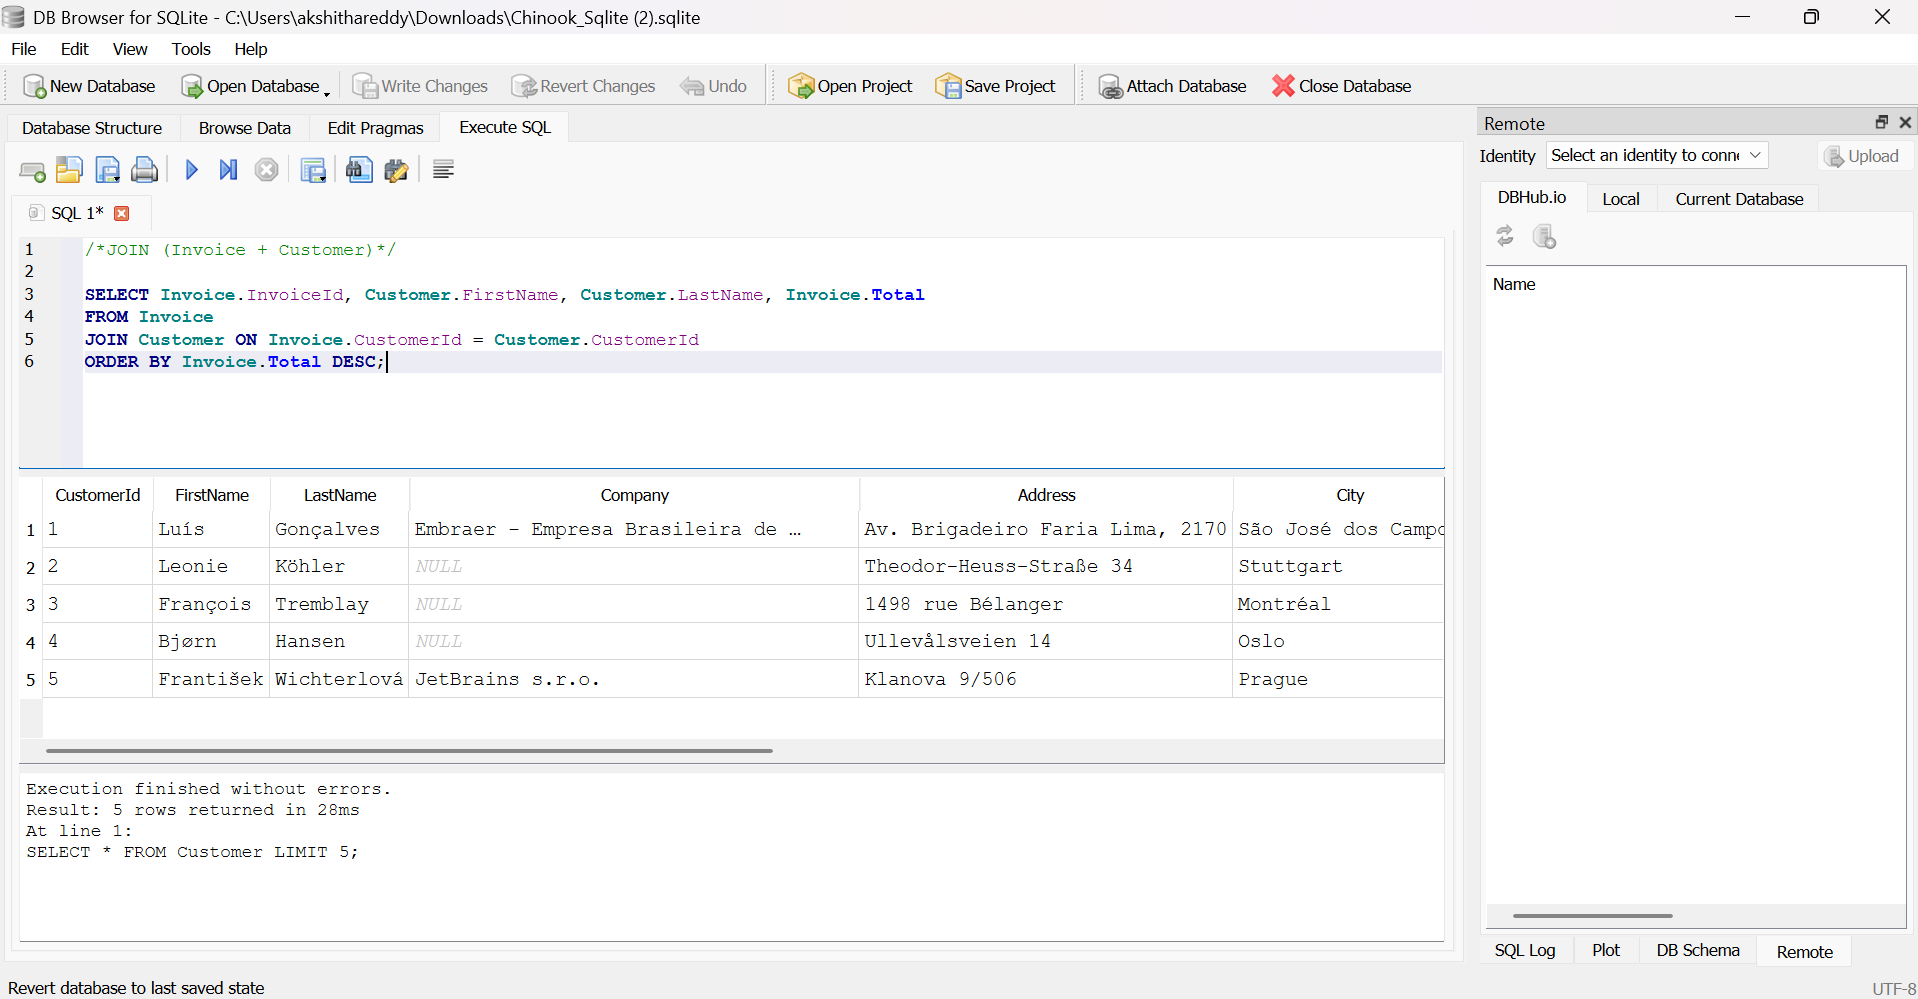 DB Browser for SQLite - C:\Users\akshithareddy\Downloads\Chinook_Sqlite (2).sqlite
File Edit View Tools Help
New Database Open Database Write Changes Revert Changes Undo Open Project Save Project Attach Database Close Database
Database Structure Browse Data Edit Pragmas Execute SQL
SQL 1*
1 /*JOIN (Invoice + Customer)*/
2
3 SELECT Invoice.InvoiceId, Customer.FirstName, Customer.LastName, Invoice.Total
4 FROM Invoice
5 JOIN Customer ON Invoice.CustomerId = Customer.CustomerId
6 ORDER BY Invoice.Total DESC;
CustomerId FirstName LastName Company Address City
1 1 Luís Gonçalves Embraer - Empresa Brasileira de ... Av. Brigadeiro Faria Lima, 2170 São José dos Campo
2 2 Leonie Köhler NULL Theodor-Heuss-Straße 34 Stuttgart
3 3 François Tremblay NULL 1498 rue Bélanger Montréal
4 4 Bjørn Hansen NULL Ullevålsveien 14 Oslo
5 5 František Wichterlová JetBrains s.r.o. Klanova 9/506 Prague
Execution finished without errors.
Result: 5 rows returned in 28ms
At line 1:
SELECT * FROM Customer LIMIT 5;
Remote
Identity Select an identity to conne Upload
DBHub.io Local Current Database
Name
SQL Log Plot DB Schema Remote
Revert database to last saved state
UTF-8